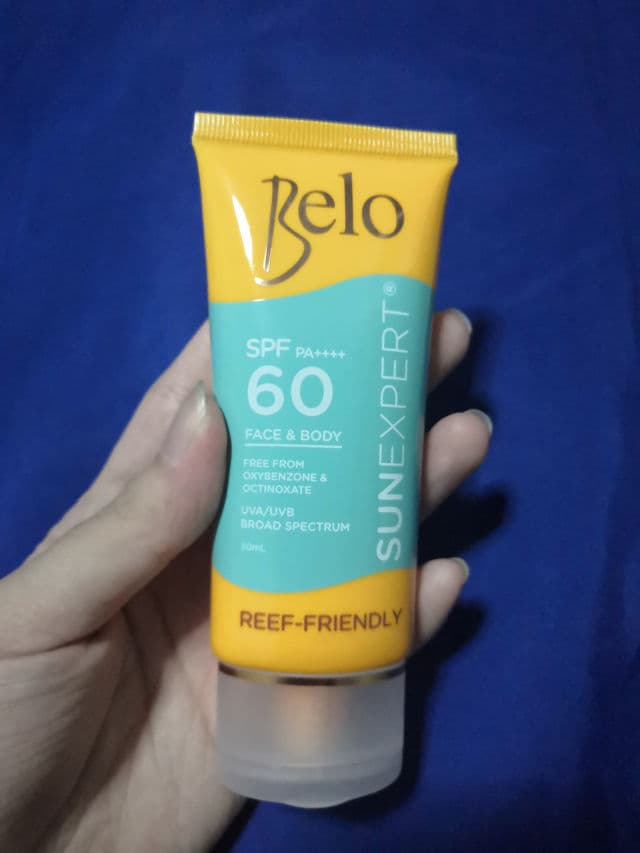 Belo
SPF PA++++
60
FACE & BODY
FREE FROM
OXYBENZONE &
OCTINOXATE
UVA/UVB
BROAD SPECTRUM
SUNEXPERT®
REEF-FRIENDLY